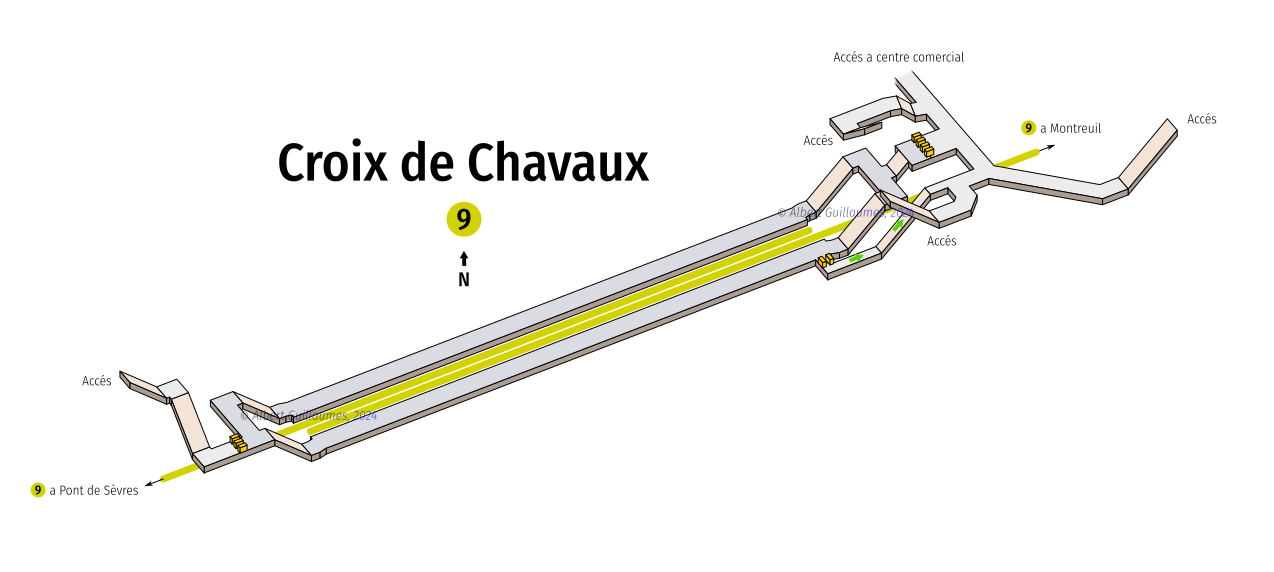 Accés a centre comercial
Accés
9 a Montreuil
Accés
Croix de Chavaux
9
N
© Albert Guillaumes, 2024
Accés
Accés
© Albert Guillaumes, 2024
9 a Pont de Sèvres